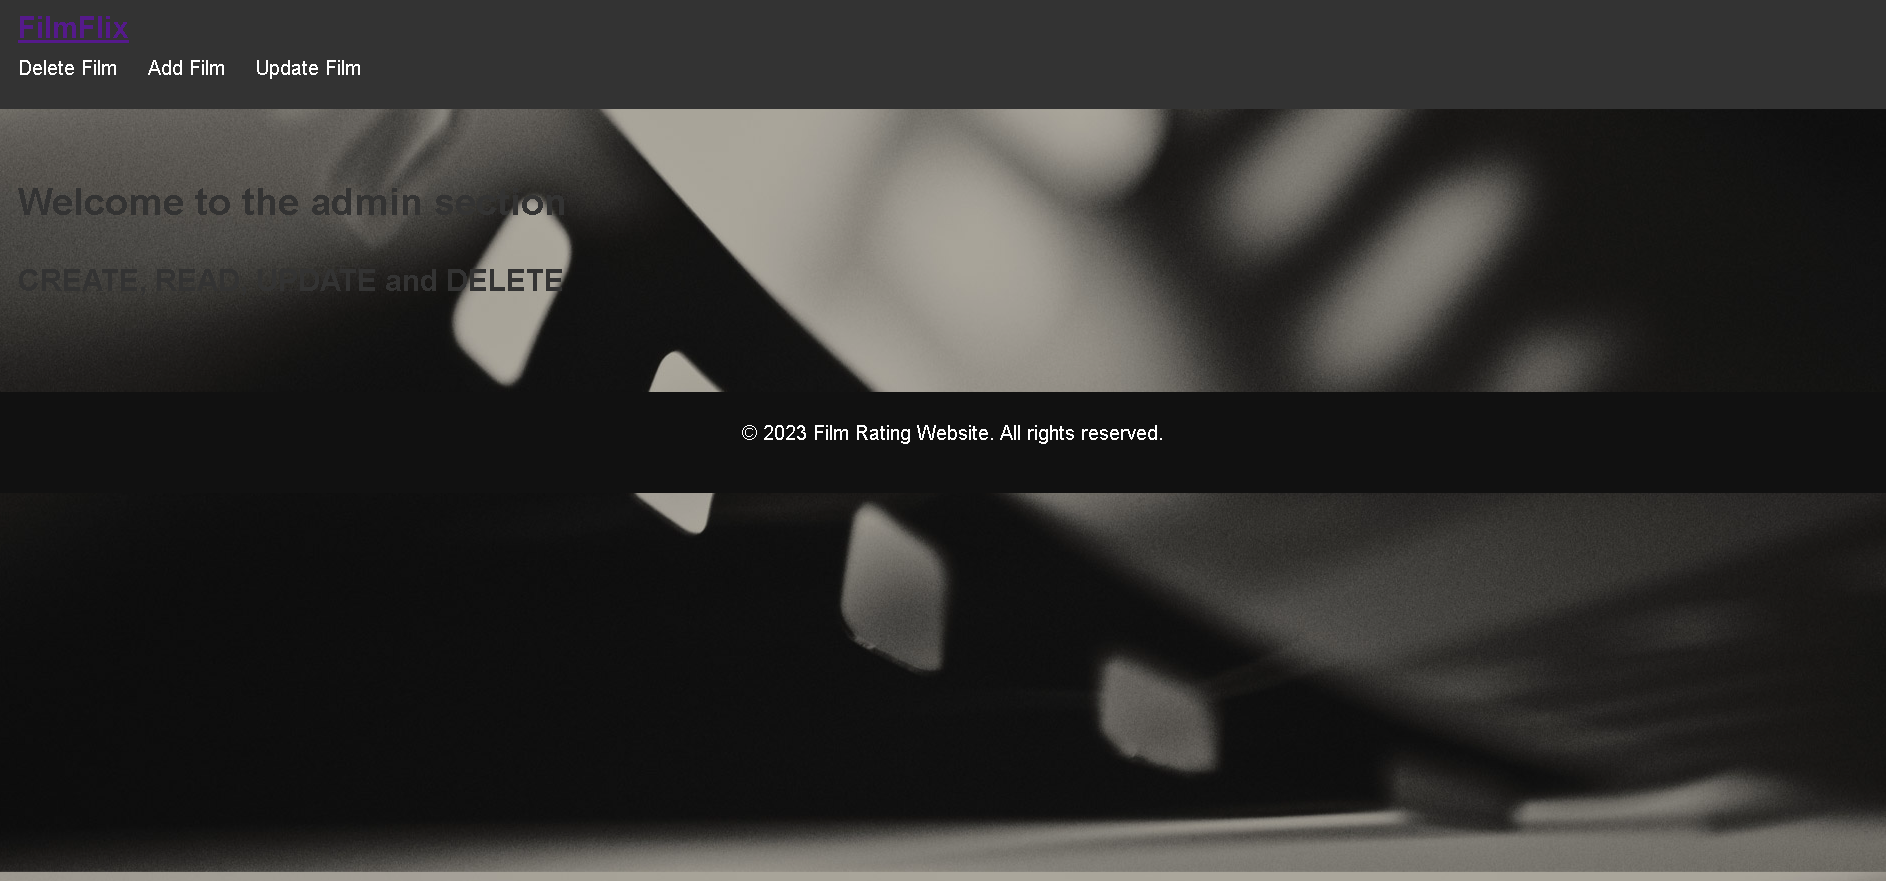 FilmFlix
Delete Film Add Film Update Film
Welcome to the admin section
CREATE, READ, UPDATE and DELETE
© 2023 Film Rating Website. All rights reserved.